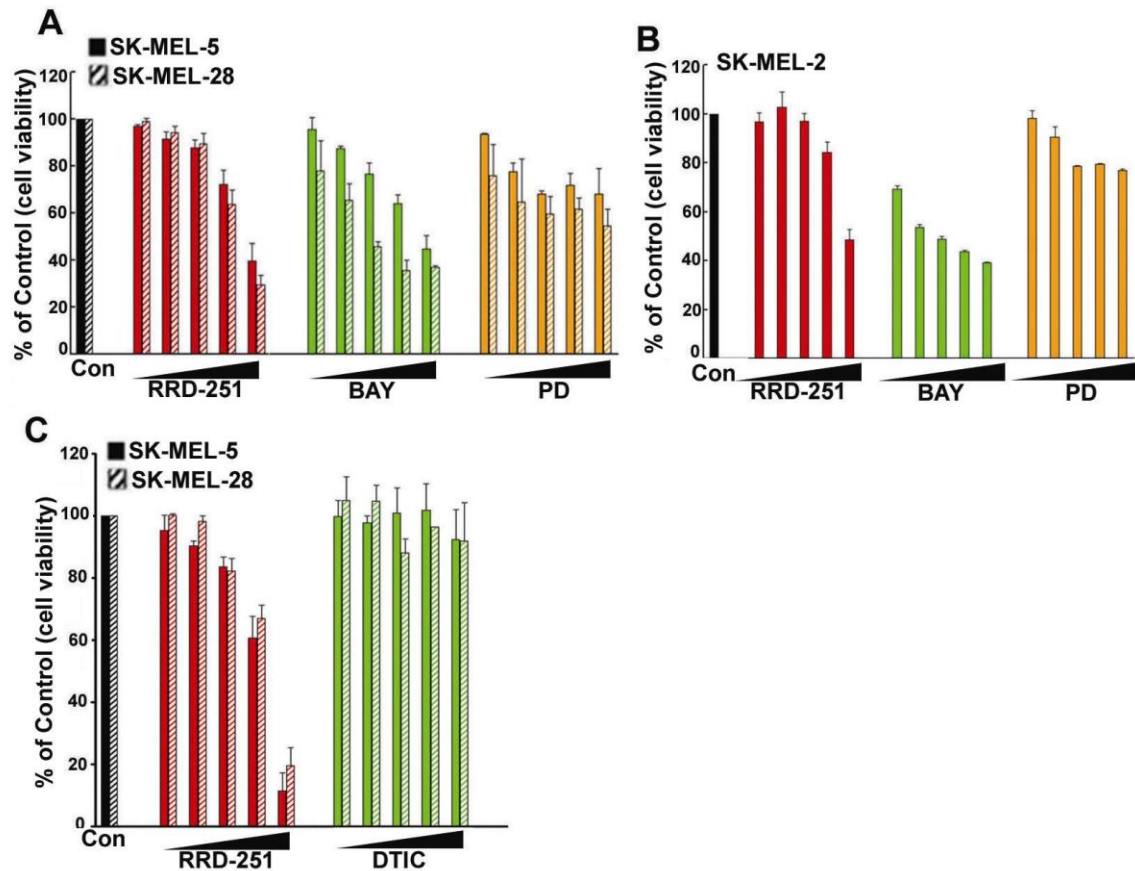 A
SK-MEL-5
SK-MEL-28
% of Control (cell viability)
120
100
80
60
40
20
0
Con
RRD-251
BAY
PD
B
SK-MEL-2
% of Control (cell viability)
120
100
80
60
40
20
0
Con
RRD-251
BAY
PD
C
SK-MEL-5
SK-MEL-28
% of Control (cell viability)
120
100
80
60
40
20
0
Con
RRD-251
DTIC